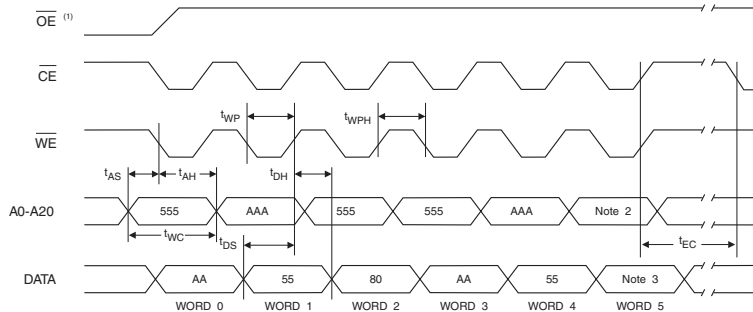 OE (1)
CE
tWP
tWPH
WE
tAS
tAH
tDH
A0-A20
555
AAA
555
555
AAA
Note 2
tWC
tDS
tEC
DATA
AA
55
80
AA
55
Note 3
WORD 0
WORD 1
WORD 2
WORD 3
WORD 4
WORD 5